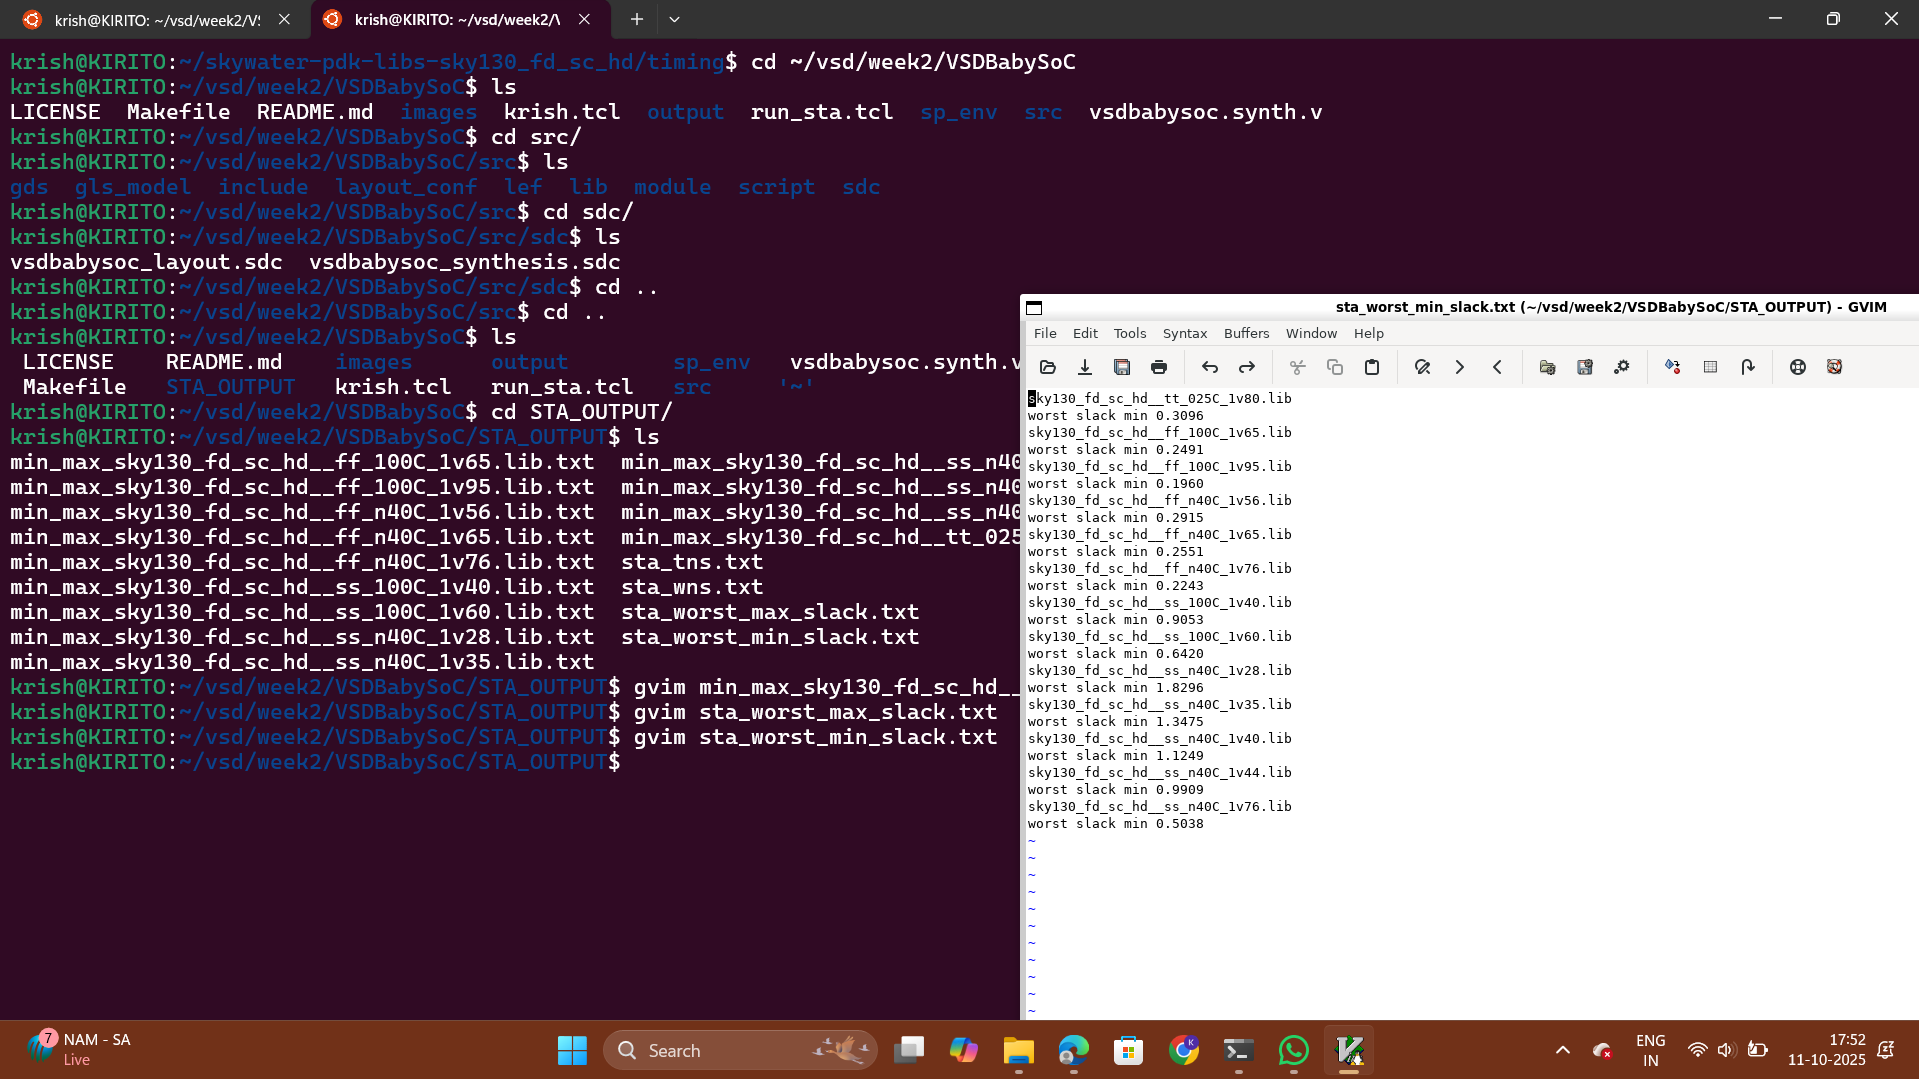 krish@KIRITO: ~/vsd/week2/VS
krish@KIRITO: ~/vsd/week2/V
krish@KIRITO:~/skywater-pdk-libs-sky130_fd_sc_hd/timing$ cd ~/vsd/week2/VSDBabySoC
krish@KIRITO:~/vsd/week2/VSDBabySoC$ ls
LICENSE  Makefile  README.md  images  krish.tcl  output  run_sta.tcl  sp_env  src  vsdbabysoc.synth.v
krish@KIRITO:~/vsd/week2/VSDBabySoC$ cd src/
krish@KIRITO:~/vsd/week2/VSDBabySoC/src$ ls
gds  gls_model  include  layout_conf  lef  lib  module  script  sdc
krish@KIRITO:~/vsd/week2/VSDBabySoC/src$ cd sdc/
krish@KIRITO:~/vsd/week2/VSDBabySoC/src/sdc$ ls
vsdbabysoc_layout.sdc  vsdbabysoc_synthesis.sdc
krish@KIRITO:~/vsd/week2/VSDBabySoC/src/sdc$ cd ..
krish@KIRITO:~/vsd/week2/VSDBabySoC/src$ cd ..
krish@KIRITO:~/vsd/week2/VSDBabySoC$ ls
LICENSE    README.md    images      output        sp_env   vsdbabysoc.synth.v
Makefile   STA_OUTPUT   krish.tcl   run_sta.tcl   src     '~'
krish@KIRITO:~/vsd/week2/VSDBabySoC$ cd STA_OUTPUT/
krish@KIRITO:~/vsd/week2/VSDBabySoC/STA_OUTPUT$ ls
min_max_sky130_fd_sc_hd__ff_100C_1v65.lib.txt  min_max_sky130_fd_sc_hd__ss_n40
min_max_sky130_fd_sc_hd__ff_100C_1v95.lib.txt  min_max_sky130_fd_sc_hd__ss_n40
min_max_sky130_fd_sc_hd__ff_n40C_1v56.lib.txt  min_max_sky130_fd_sc_hd__ss_n40
min_max_sky130_fd_sc_hd__ff_n40C_1v65.lib.txt  min_max_sky130_fd_sc_hd__tt_025
min_max_sky130_fd_sc_hd__ff_n40C_1v76.lib.txt  sta_tns.txt
min_max_sky130_fd_sc_hd__ss_100C_1v40.lib.txt  sta_wns.txt
min_max_sky130_fd_sc_hd__ss_100C_1v60.lib.txt  sta_worst_max_slack.txt
min_max_sky130_fd_sc_hd__ss_n40C_1v28.lib.txt  sta_worst_min_slack.txt
min_max_sky130_fd_sc_hd__ss_n40C_1v35.lib.txt
krish@KIRITO:~/vsd/week2/VSDBabySoC/STA_OUTPUT$ gvim min_max_sky130_fd_sc_hd__
krish@KIRITO:~/vsd/week2/VSDBabySoC/STA_OUTPUT$ gvim sta_worst_max_slack.txt
krish@KIRITO:~/vsd/week2/VSDBabySoC/STA_OUTPUT$ gvim sta_worst_min_slack.txt
krish@KIRITO:~/vsd/week2/VSDBabySoC/STA_OUTPUT$
sta_worst_min_slack.txt (~/vsd/week2/VSDBabySoC/STA_OUTPUT) - GVIM
File Edit Tools Syntax Buffers Window Help
sky130_fd_sc_hd__tt_025C_1v80.lib
worst slack min 0.3096
sky130_fd_sc_hd__ff_100C_1v65.lib
worst slack min 0.2491
sky130_fd_sc_hd__ff_100C_1v95.lib
worst slack min 0.1960
sky130_fd_sc_hd__ff_n40C_1v56.lib
worst slack min 0.2915
sky130_fd_sc_hd__ff_n40C_1v65.lib
worst slack min 0.2551
sky130_fd_sc_hd__ff_n40C_1v76.lib
worst slack min 0.2243
sky130_fd_sc_hd__ss_100C_1v40.lib
worst slack min 0.9053
sky130_fd_sc_hd__ss_100C_1v60.lib
worst slack min 0.6420
sky130_fd_sc_hd__ss_n40C_1v28.lib
worst slack min 1.8296
sky130_fd_sc_hd__ss_n40C_1v35.lib
worst slack min 1.3475
sky130_fd_sc_hd__ss_n40C_1v40.lib
worst slack min 1.1249
sky130_fd_sc_hd__ss_n40C_1v44.lib
worst slack min 0.9909
sky130_fd_sc_hd__ss_n40C_1v76.lib
worst slack min 0.5038
~
~
~
~
~
~
~
~
~
~
~
7
NAM - SA
Live
Search
K
ENG
IN
17:52
11-10-2025